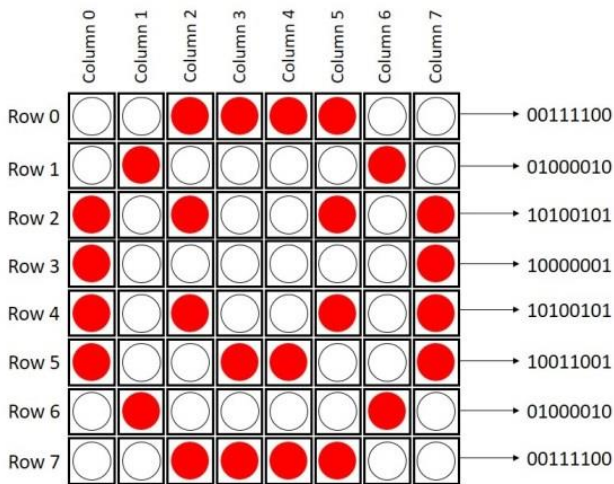 Column 0 Column 1 Column 2 Column 3 Column 4 Column 5 Column 6 Column 7
Row 0 00111100
Row 1 01000010
Row 2 10100101
Row 3 10000001
Row 4 10100101
Row 5 10011001
Row 6 01000010
Row 7 00111100